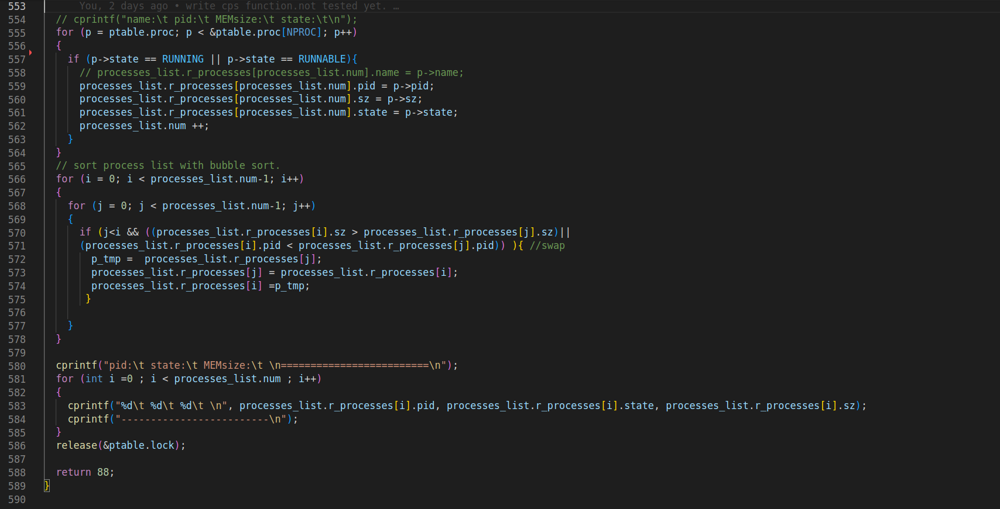 553 You, 2 days ago • write cps function.not tested yet. …
554 // cprintf("name:\t pid:\t MEMsize:\t state:\t\n");
555 for (p = ptable.proc; p < &ptable.proc[NPROC]; p++)
556 {
557 if (p->state == RUNNING || p->state == RUNNABLE){
558 // processes_list.r_processes[processes_list.num].name = p->name;
559 processes_list.r_processes[processes_list.num].pid = p->pid;
560 processes_list.r_processes[processes_list.num].sz = p->sz;
561 processes_list.r_processes[processes_list.num].state = p->state;
562 processes_list.num ++;
563 }
564 }
565 // sort process list with bubble sort.
566 for (i = 0; i < processes_list.num-1; i++)
567 {
568 for (j = 0; j < processes_list.num-1; j++)
569 {
570 if (j<i && ((processes_list.r_processes[i].sz > processes_list.r_processes[j].sz)||
571 (processes_list.r_processes[i].pid < processes_list.r_processes[j].pid)) ){ //swap
572 p_tmp =  processes_list.r_processes[j];
573 processes_list.r_processes[j] = processes_list.r_processes[i];
574 processes_list.r_processes[i] =p_tmp;
575 }
576
577 }
578 }
579
580 cprintf("pid:\t state:\t MEMsize:\t \n=========================\n");
581 for (int i =0 ; i < processes_list.num ; i++)
582 {
583 cprintf("%d\t %d\t %d\t \n", processes_list.r_processes[i].pid, processes_list.r_processes[i].state, processes_list.r_processes[i].sz);
584 cprintf("-------------------------\n");
585 }
586 release(&ptable.lock);
587
588 return 88;
589 }
590